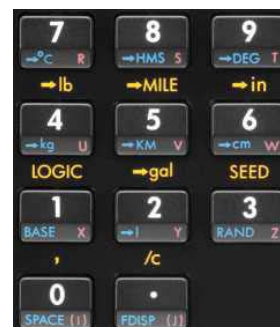 7 8 9
→°C R →HMS S →DEG T
→lb →MILE →in
4 5 6
→kg U →KM V →cm W
LOGIC →gal SEED
1 2 3
BASE X →l Y RAND Z
, /c
0 .
SPACE (i) FDISP (J)